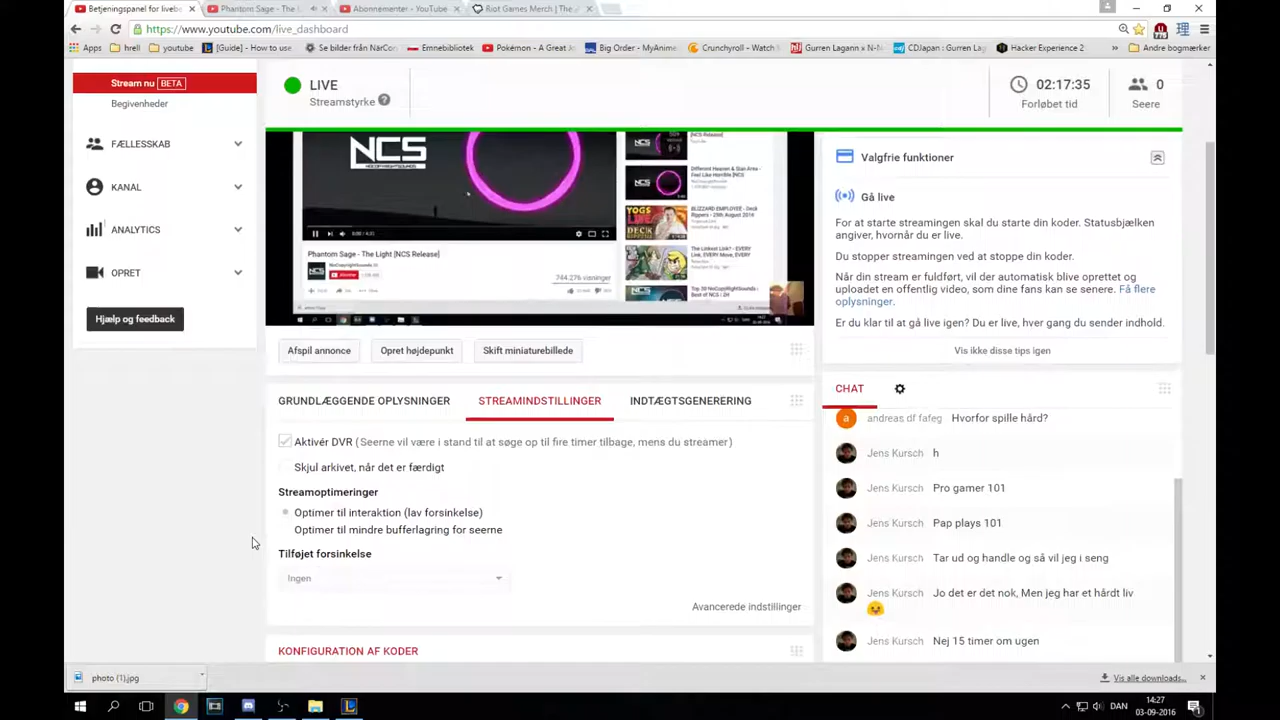 Betjeningspanel for livebe
Phantom Sage - The L
Abonnementer - YouTube
Riot Games Merch | The
https://www.youtube.com/live_dashboard
Apps
hrell
youtube
[Guide] - How to use
Se bilder från NärCon
Emnebibliotek
Pokémon - A Great Jo
Big Order - MyAnime
Crunchyroll - Watch
Gurren Lagann x N-N
CDJapan : Gurren Lag
Hacker Experience 2
Andre bogmærker
Stream nu BETA
Begivenheder
FÆLLESSKAB
KANAL
ANALYTICS
OPRET
Hjælp og feedback
LIVE
Streamstyrke
02:17:35
Forløbet tid
0
Seere
NCS
Phantom Sage - The Light [NCS Release]
744.276 visninger
Afspil annonce
Opret højdepunkt
Skift miniaturebillede
GRUNDLÆGGENDE OPLYSNINGER
STREAMINDSTILLINGER
INDTÆGTSGENERERING
Aktivér DVR (Seerne vil være i stand til at søge op til fire timer tilbage, mens du streamer)
Skjul arkivet, når det er færdigt
Streamoptimeringer
Optimer til interaktion (lav forsinkelse)
Optimer til mindre bufferlagring for seerne
Tilføjet forsinkelse
Ingen
Avancerede indstillinger
KONFIGURATION AF KODER
Valgfrie funktioner
Gå live
For at starte streamingen skal du starte din koder. Statusbjælken
angiver, hvornår du er live.
Du stopper streamingen ved at stoppe din koder.
Når din stream er fuldført, vil der automatisk blive oprettet og
uploadet en offentlig video, som dine fans kan se senere. Få flere
oplysninger.
Er du klar til at gå live igen? Du er live, hver gang du sender indhold.
Vis ikke disse tips igen
CHAT
a andreas df fafeg Hvorfor spille hård?
Jens Kursch h
Jens Kursch Pro gamer 101
Jens Kursch Pap plays 101
Jens Kursch Tar ud og handle og så vil jeg i seng
Jens Kursch Jo det er det nok, Men jeg har et hårdt liv
Jens Kursch Nej 15 timer om ugen
photo (1).jpg
Vis alle downloads...
DAN
14:27
03-09-2016